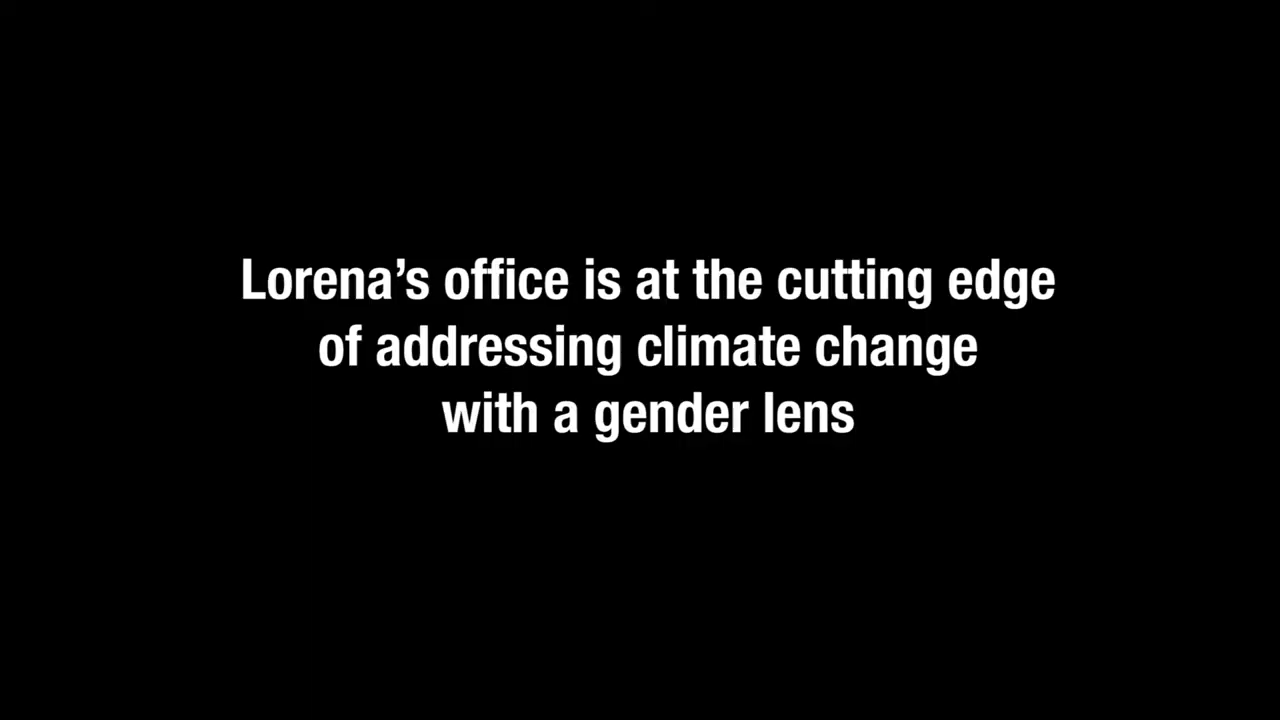 Lorena’s office is at the cutting edge
of addressing climate change
with a gender lens